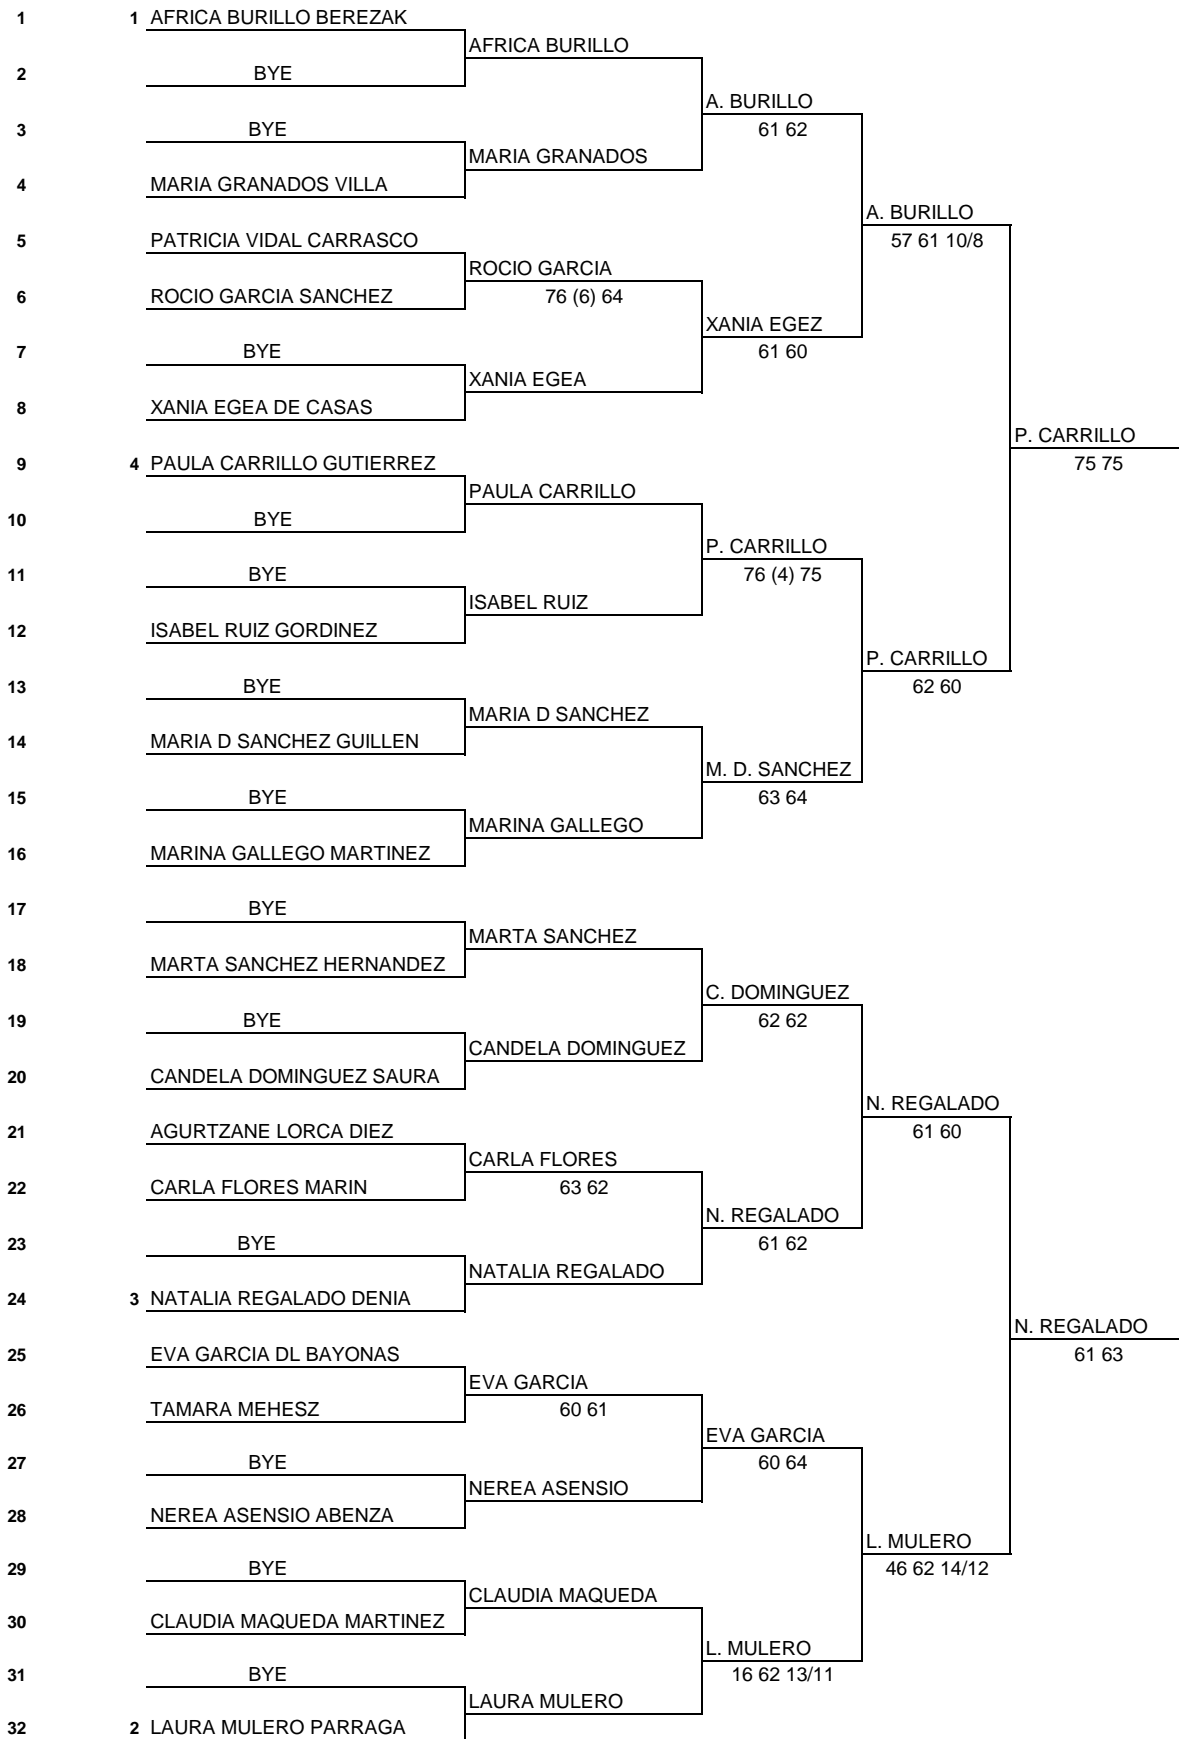 1 1 AFRICA BURILLO BEREZAK
AFRICA BURILLO
2 BYE
A. BURILLO
3 BYE 61 62
MARIA GRANADOS
4 MARIA GRANADOS VILLA
A. BURILLO
5 PATRICIA VIDAL CARRASCO 57 61 10/8
ROCIO GARCIA
6 ROCIO GARCIA SANCHEZ 76 (6) 64
XANIA EGEZ
7 BYE 61 60
XANIA EGEA
8 XANIA EGEA DE CASAS
P. CARRILLO
9 4 PAULA CARRILLO GUTIERREZ 75 75
PAULA CARRILLO
10 BYE
P. CARRILLO
11 BYE 76 (4) 75
ISABEL RUIZ
12 ISABEL RUIZ GORDINEZ
P. CARRILLO
13 BYE 62 60
MARIA D SANCHEZ
14 MARIA D SANCHEZ GUILLEN
M. D. SANCHEZ
15 BYE 63 64
MARINA GALLEGO
16 MARINA GALLEGO MARTINEZ
17 BYE
MARTA SANCHEZ
18 MARTA SANCHEZ HERNANDEZ
C. DOMINGUEZ
19 BYE 62 62
CANDELA DOMINGUEZ
20 CANDELA DOMINGUEZ SAURA
N. REGALADO
21 AGURTZANE LORCA DIEZ 61 60
CARLA FLORES
22 CARLA FLORES MARIN 63 62
N. REGALADO
23 BYE 61 62
NATALIA REGALADO
24 3 NATALIA REGALADO DENIA
N. REGALADO
25 EVA GARCIA DL BAYONAS 61 63
EVA GARCIA
26 TAMARA MEHESZ 60 61
EVA GARCIA
27 BYE 60 64
NEREA ASENSIO
28 NEREA ASENSIO ABENZA
L. MULERO
29 BYE 46 62 14/12
CLAUDIA MAQUEDA
30 CLAUDIA MAQUEDA MARTINEZ
L. MULERO
31 BYE 16 62 13/11
LAURA MULERO
32 2 LAURA MULERO PARRAGA